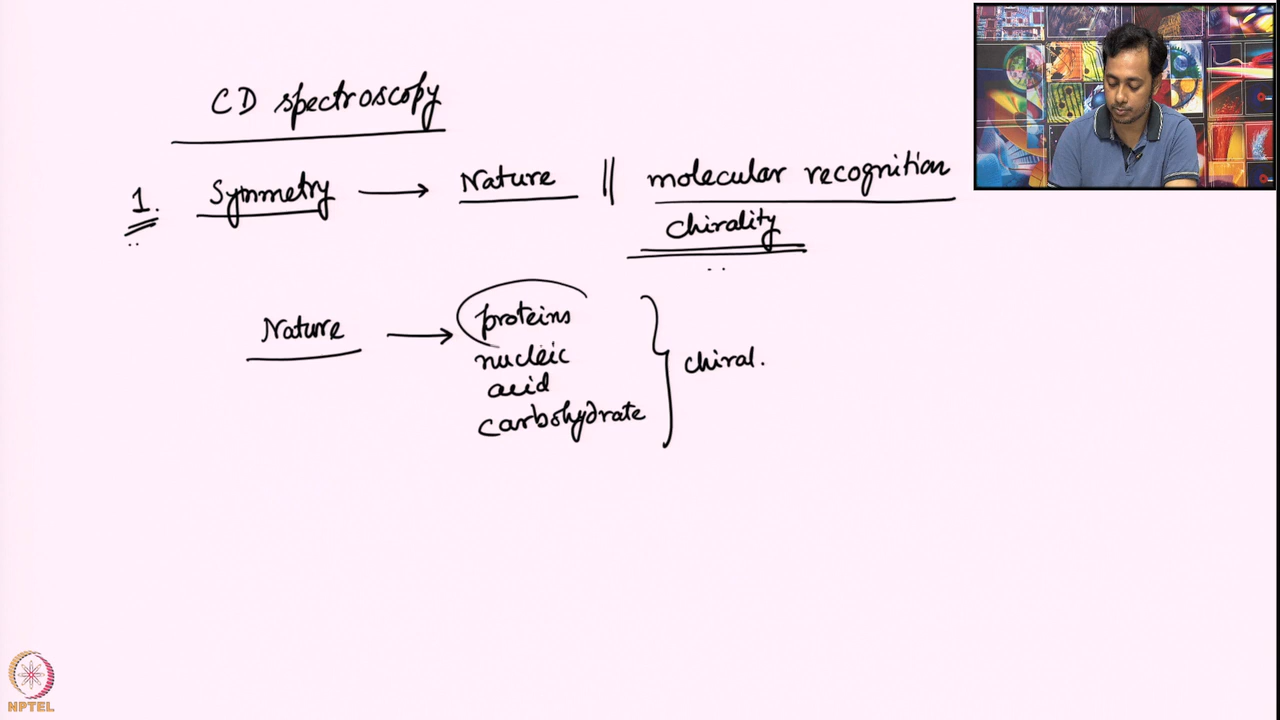 CD spectroscopy
1. Symmetry → Nature || molecular recognition
chirality
Nature → proteins
nucleic
acid
carbohydrate
} chiral.
NPTEL